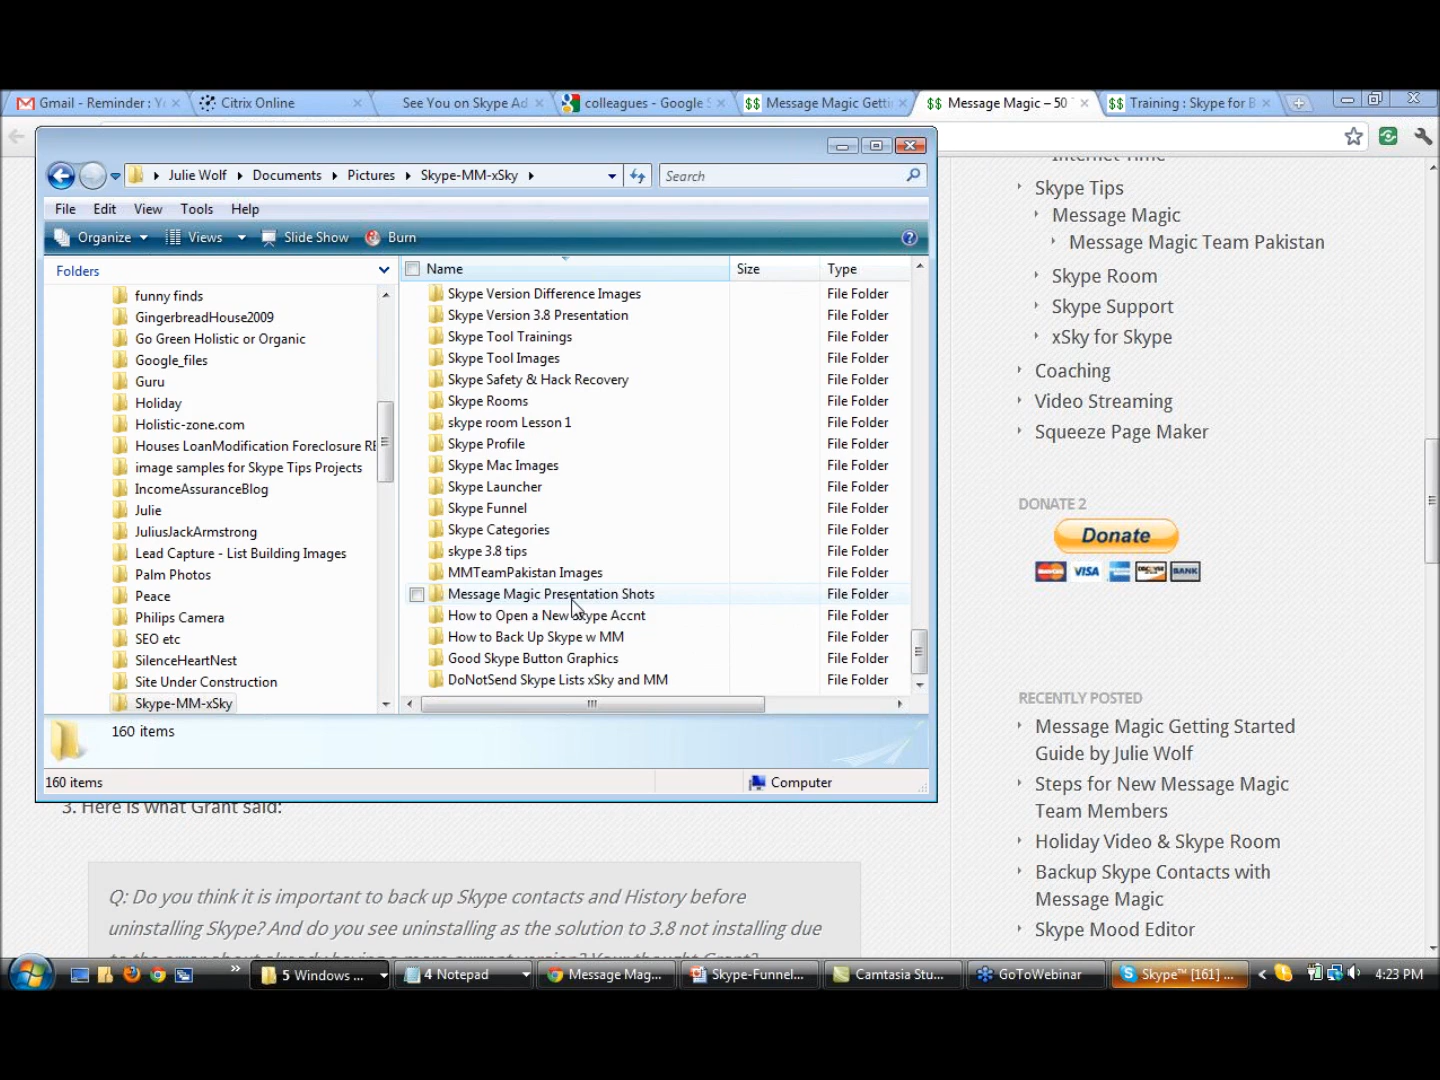 Gmail - Reminder : Y
Citrix Online
See You on Skype Ad
colleagues - Google S
$$ Message Magic Getti
$$ Message Magic – 50
$$ Training : Skype for B
Julie Wolf
Documents
Pictures
Skype-MM-xSky
Search
File
Edit
View
Tools
Help
Organize
Views
Slide Show
Burn
Folders
funny finds
GingerbreadHouse2009
Go Green Holistic or Organic
Google_files
Guru
Holiday
Holistic-zone.com
Houses LoanModification Foreclosure RE
image samples for Skype Tips Projects
IncomeAssuranceBlog
Julie
JuliusJackArmstrong
Lead Capture - List Building Images
Palm Photos
Peace
Philips Camera
SEO etc
SilenceHeartNest
Site Under Construction
Skype-MM-xSky
Name
Size
Type
Skype Version Difference Images File Folder
Skype Version 3.8 Presentation File Folder
Skype Tool Trainings File Folder
Skype Tool Images File Folder
Skype Safety & Hack Recovery File Folder
Skype Rooms File Folder
skype room Lesson 1 File Folder
Skype Profile File Folder
Skype Mac Images File Folder
Skype Launcher File Folder
Skype Funnel File Folder
Skype Categories File Folder
skype 3.8 tips File Folder
MMTeamPakistan Images File Folder
Message Magic Presentation Shots File Folder
How to Open a New Skype Accnt File Folder
How to Back Up Skype w MM File Folder
Good Skype Button Graphics File Folder
DoNotSend Skype Lists xSky and MM File Folder
160 items
160 items
Computer
3. Here is what Grant said:
Q: Do you think it is important to back up Skype contacts and History before
uninstalling Skype? And do you see uninstalling as the solution to 3.8 not installing due
Internet Time
Skype Tips
Message Magic
Message Magic Team Pakistan
Skype Room
Skype Support
xSky for Skype
Coaching
Video Streaming
Squeeze Page Maker
DONATE 2
Donate
VISA
BANK
RECENTLY POSTED
Message Magic Getting Started
Guide by Julie Wolf
Steps for New Message Magic
Team Members
Holiday Video & Skype Room
Backup Skype Contacts with
Message Magic
Skype Mood Editor
5 Windows ...
4 Notepad
Message Mag...
Skype-Funnel...
Camtasia Stu...
GoToWebinar
Skype™ [161] ...
4:23 PM